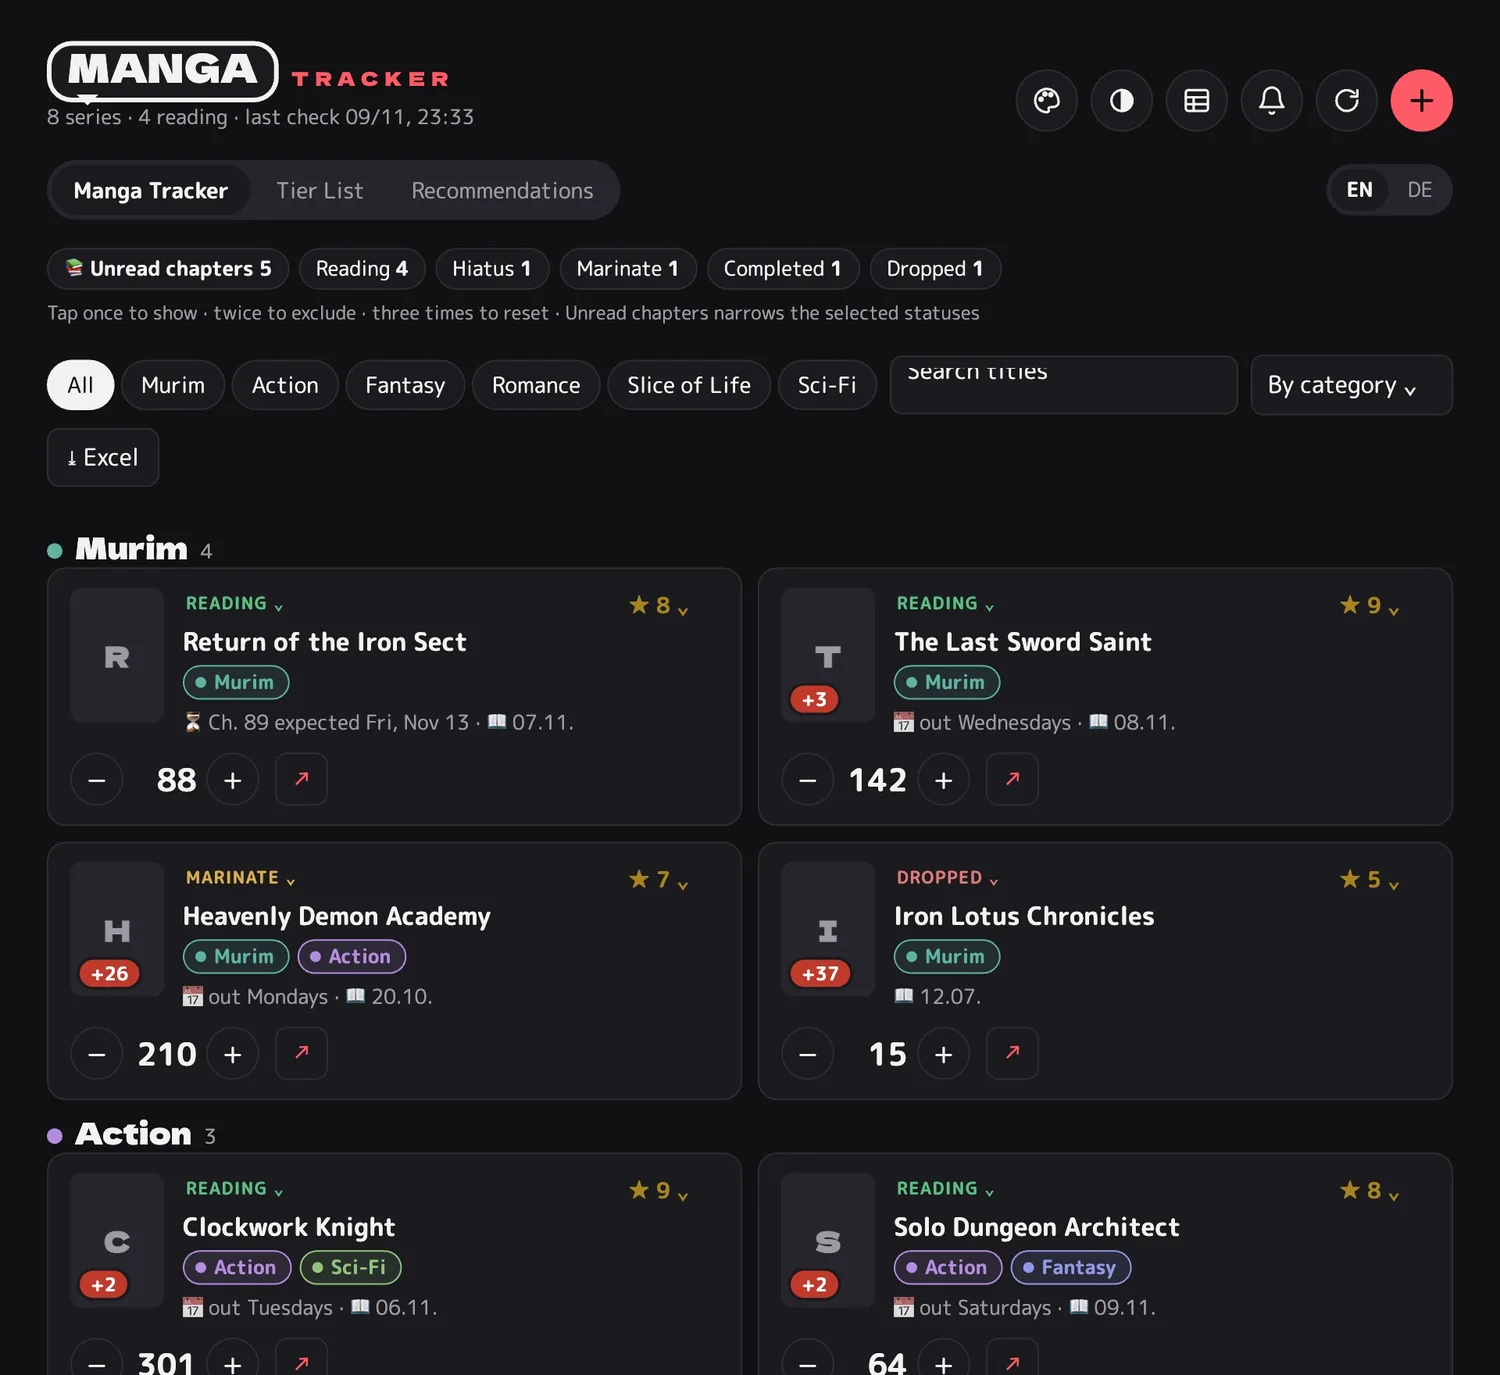 MANGA TRACKER
8 series · 4 reading · last check 09/11, 23:33
Manga Tracker Tier List Recommendations EN DE
📚 Unread chapters 5 Reading 4 Hiatus 1 Marinate 1 Completed 1 Dropped 1
Tap once to show · twice to exclude · three times to reset · Unread chapters narrows the selected statuses
All Murim Action Fantasy Romance Slice of Life Sci-Fi Search titles By category
↓ Excel
Murim 4
R
READING ★ 8
Return of the Iron Sect
Murim
⏳ Ch. 89 expected Fri, Nov 13 · 📖 07.11.
− 88 + ↗
T
+3
READING ★ 9
The Last Sword Saint
Murim
📅 out Wednesdays · 📖 08.11.
− 142 + ↗
H
+26
MARINATE ★ 7
Heavenly Demon Academy
Murim Action
📅 out Mondays · 📖 20.10.
− 210 + ↗
I
+37
DROPPED ★ 5
Iron Lotus Chronicles
Murim
📖 12.07.
− 15 + ↗
Action 3
C
+2
READING ★ 9
Clockwork Knight
Action Sci-Fi
📅 out Tuesdays · 📖 06.11.
− 301 + ↗
S
+2
READING ★ 8
Solo Dungeon Architect
Action Fantasy
📅 out Saturdays · 📖 09.11.
− 64 + ↗